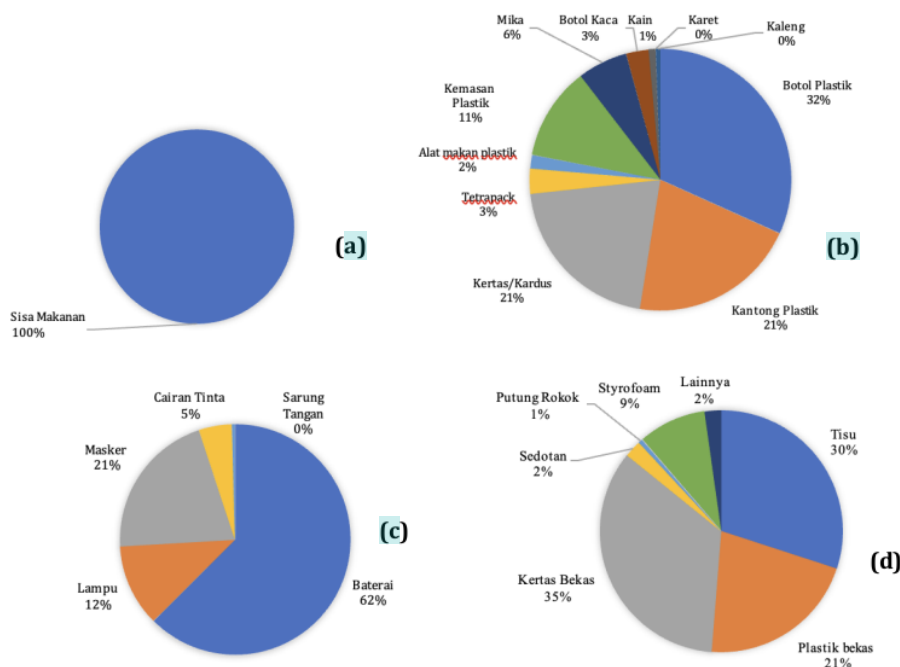 Sisa Makanan
100%
(a)
Mika
6%
Botol Kaca
3%
Kain
1%
Karet
0%
Kaleng
0%
Botol Plastik
32%
Kemasan
Plastik
11%
Alat makan plastik
2%
Tetrapack
3%
Kertas/Kardus
21%
Kantong Plastik
21%
(b)
Cairan Tinta
5%
Sarung
Tangan
0%
Masker
21%
Lampu
12%
Baterai
62%
(c)
Putung Rokok
1%
Styrofoam
9%
Lainnya
2%
Tisu
30%
Sedotan
2%
Kertas Bekas
35%
Plastik bekas
21%
(d)